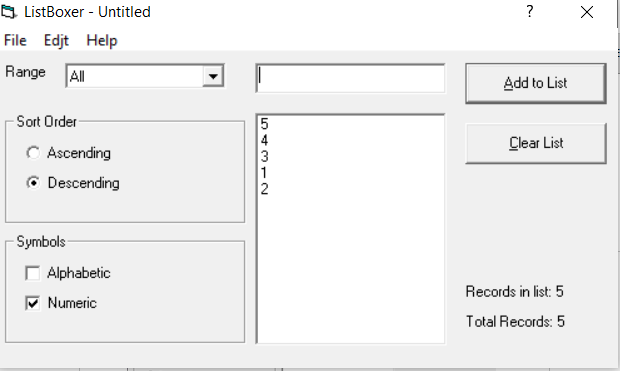 ListBoxer - Untitled
File Edjt Help
Range All
Add to List
Sort Order
Ascending
Descending
5
4
3
1
2
Clear List
Symbols
Alphabetic
Numeric
Records in list: 5
Total Records: 5